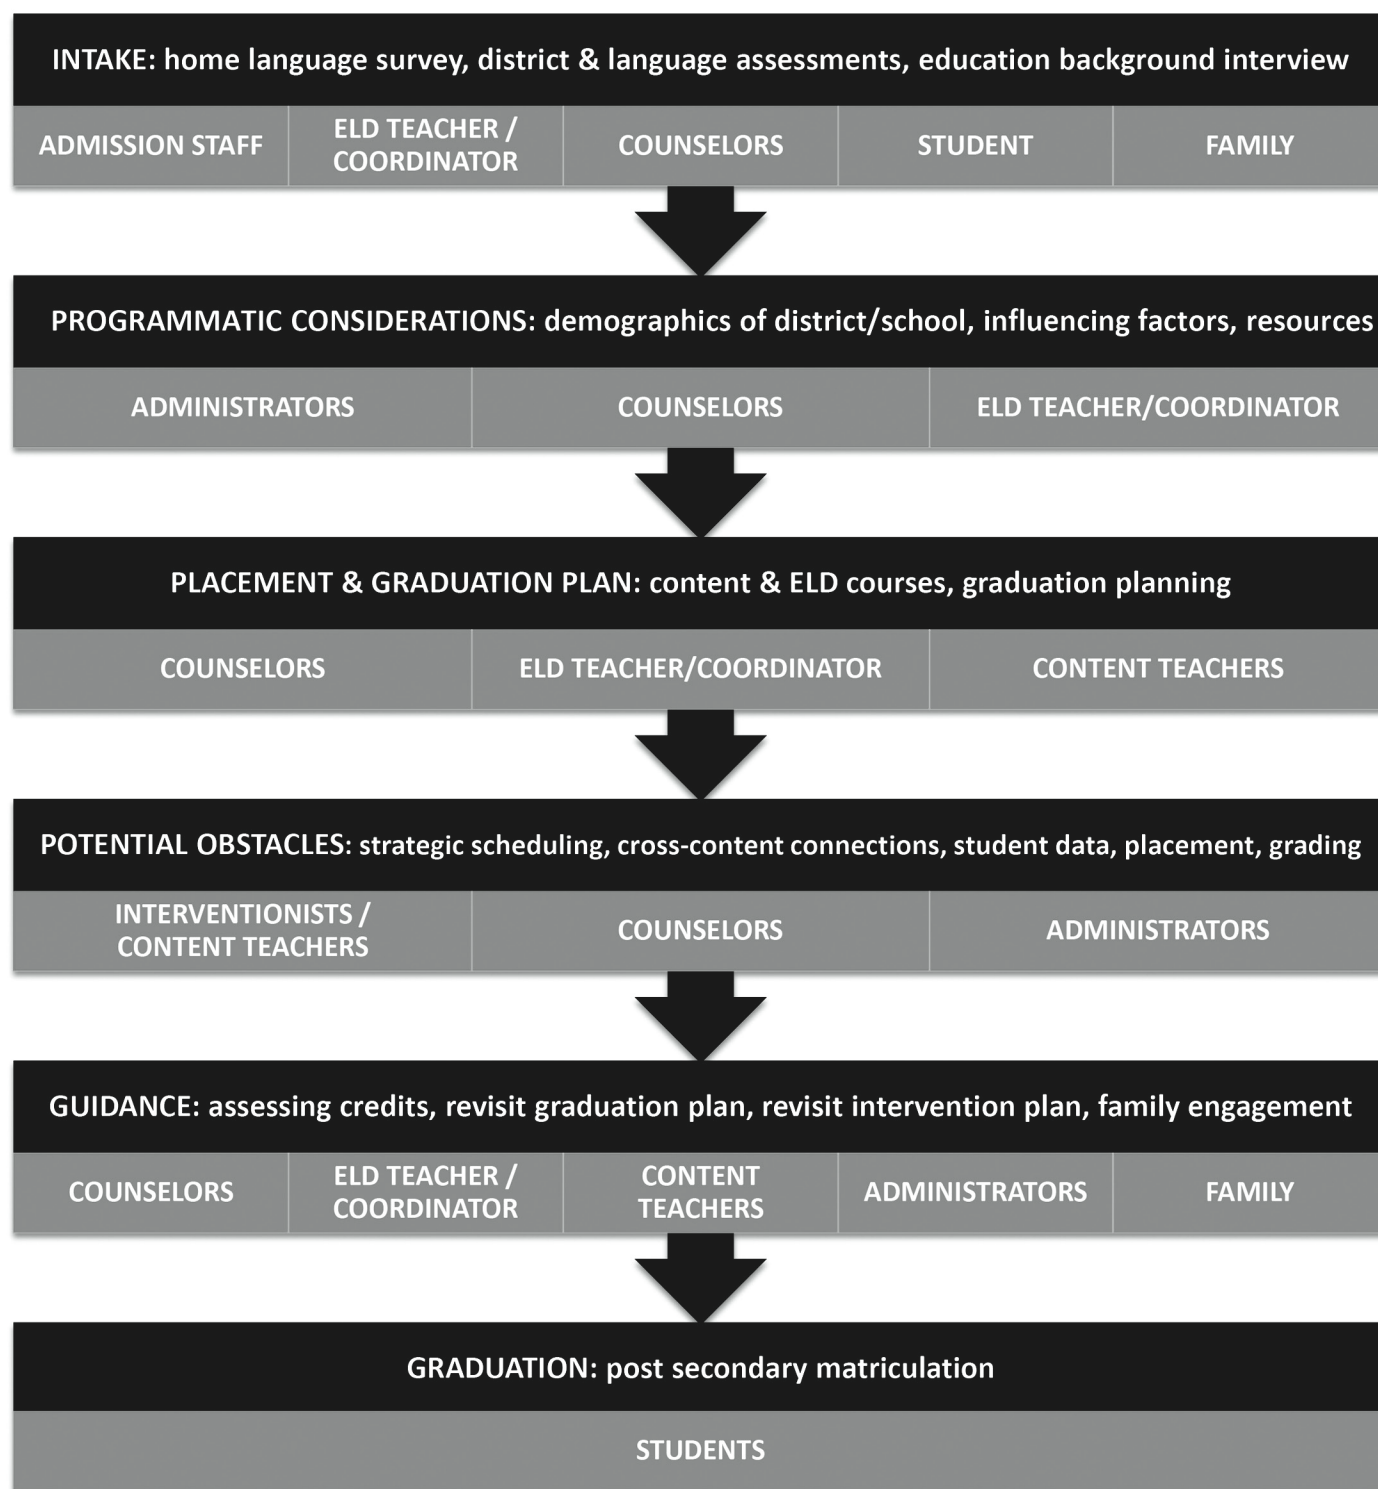 INTAKE: home language survey, district & language assessments, education background interview
ADMISSION STAFF
ELD TEACHER /
COORDINATOR
COUNSELORS
STUDENT
FAMILY
PROGRAMMATIC CONSIDERATIONS: demographics of district/school, influencing factors, resources
ADMINISTRATORS
COUNSELORS
ELD TEACHER/COORDINATOR
PLACEMENT & GRADUATION PLAN: content & ELD courses, graduation planning
COUNSELORS
ELD TEACHER/COORDINATOR
CONTENT TEACHERS
POTENTIAL OBSTACLES: strategic scheduling, cross-content connections, student data, placement, grading
INTERVENTIONISTS /
CONTENT TEACHERS
COUNSELORS
ADMINISTRATORS
GUIDANCE: assessing credits, revisit graduation plan, revisit intervention plan, family engagement
COUNSELORS
ELD TEACHER /
COORDINATOR
CONTENT
TEACHERS
ADMINISTRATORS
FAMILY
GRADUATION: post secondary matriculation
STUDENTS